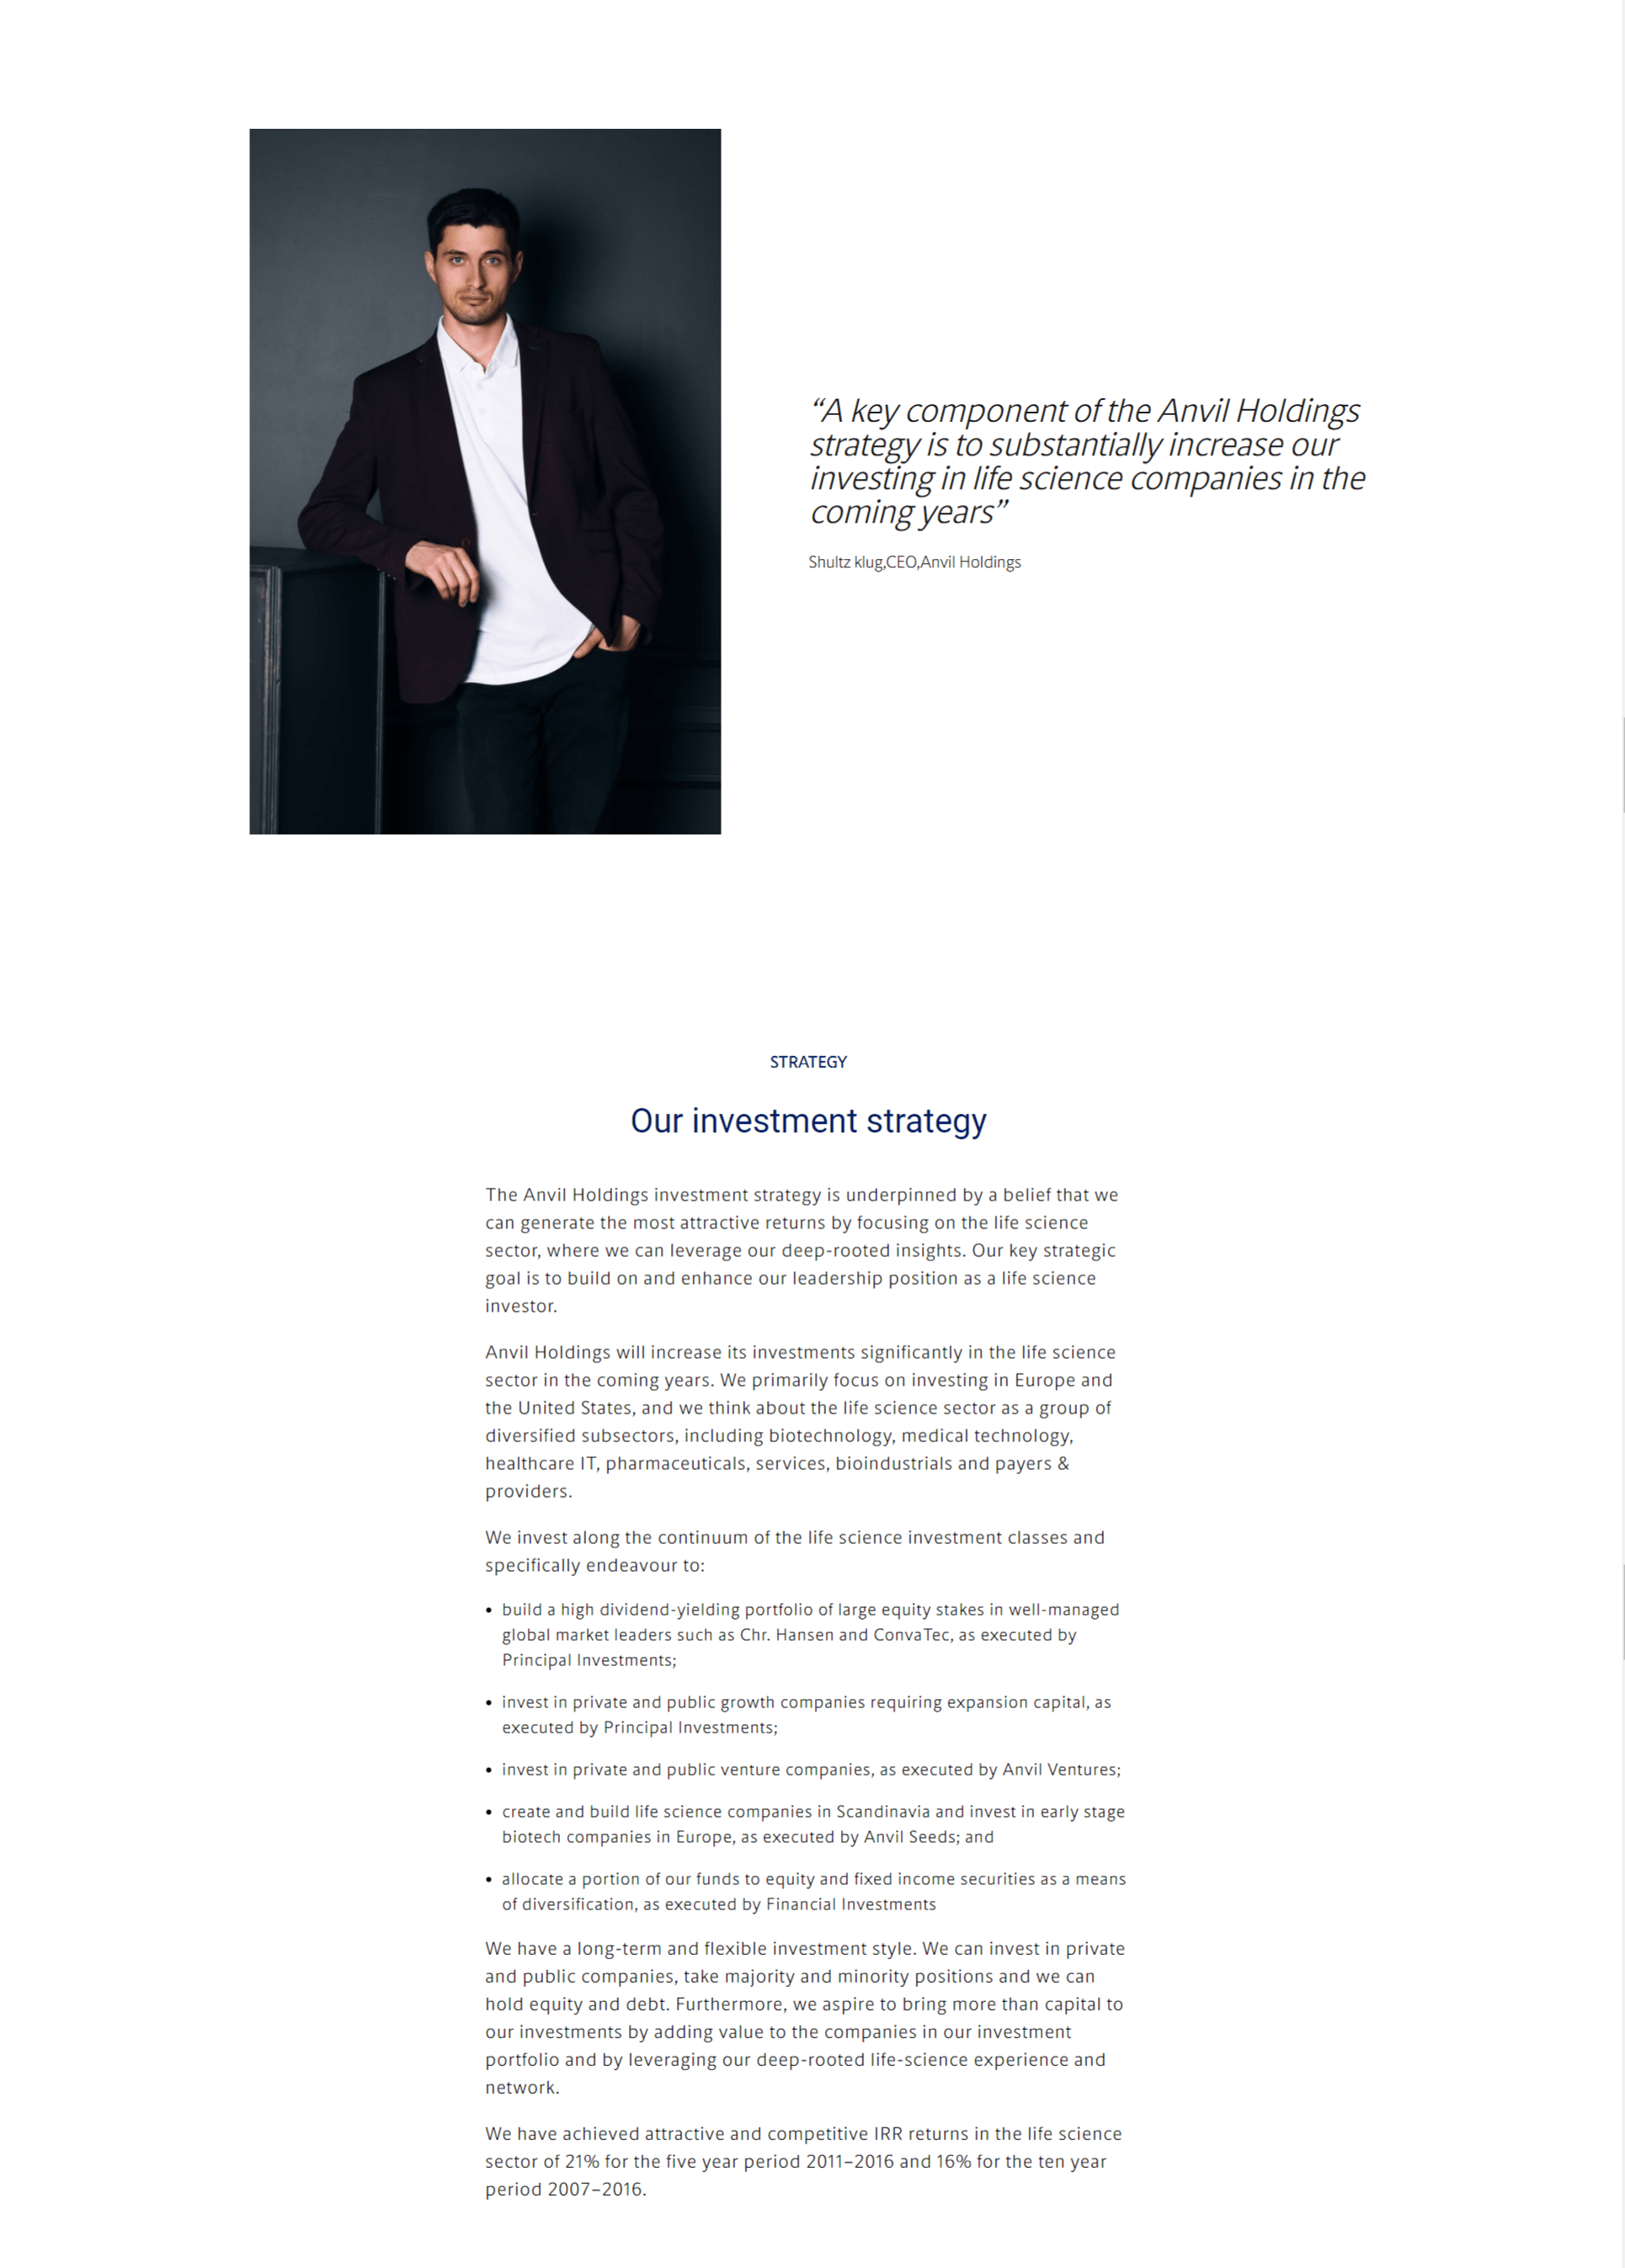 “A key component of the Anvil Holdings
strategy is to substantially increase our
investing in life science companies in the
coming years”
Shultz klug,CEO,Anvil Holdings
STRATEGY
Our investment strategy
The Anvil Holdings investment strategy is underpinned by a belief that we
can generate the most attractive returns by focusing on the life science
sector, where we can leverage our deep-rooted insights. Our key strategic
goal is to build on and enhance our leadership position as a life science
investor.
Anvil Holdings will increase its investments significantly in the life science
sector in the coming years. We primarily focus on investing in Europe and
the United States, and we think about the life science sector as a group of
diversified subsectors, including biotechnology, medical technology,
healthcare IT, pharmaceuticals, services, bioindustrials and payers &
providers.
We invest along the continuum of the life science investment classes and
specifically endeavour to:
• build a high dividend-yielding portfolio of large equity stakes in well-managed
global market leaders such as Chr. Hansen and ConvaTec, as executed by
Principal Investments;
• invest in private and public growth companies requiring expansion capital, as
executed by Principal Investments;
• invest in private and public venture companies, as executed by Anvil Ventures;
• create and build life science companies in Scandinavia and invest in early stage
biotech companies in Europe, as executed by Anvil Seeds; and
• allocate a portion of our funds to equity and fixed income securities as a means
of diversification, as executed by Financial Investments
We have a long-term and flexible investment style. We can invest in private
and public companies, take majority and minority positions and we can
hold equity and debt. Furthermore, we aspire to bring more than capital to
our investments by adding value to the companies in our investment
portfolio and by leveraging our deep-rooted life-science experience and
network.
We have achieved attractive and competitive IRR returns in the life science
sector of 21% for the five year period 2011–2016 and 16% for the ten year
period 2007–2016.